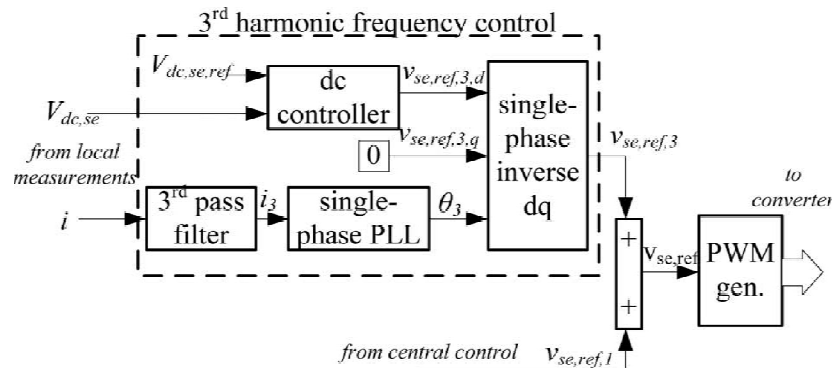 3rd harmonic frequency control
Vdc,se,ref
dc
controller
vse,ref,3,d
Vdc,se
single-
phase
inverse
dq
from local
measurements
0
vse,ref,3,q
vse,ref,3
i
3rd pass
filter
i3
single-
phase PLL
θ3
to
converter
+
+
vse,ref
PWM
gen.
from central control
vse,ref,1